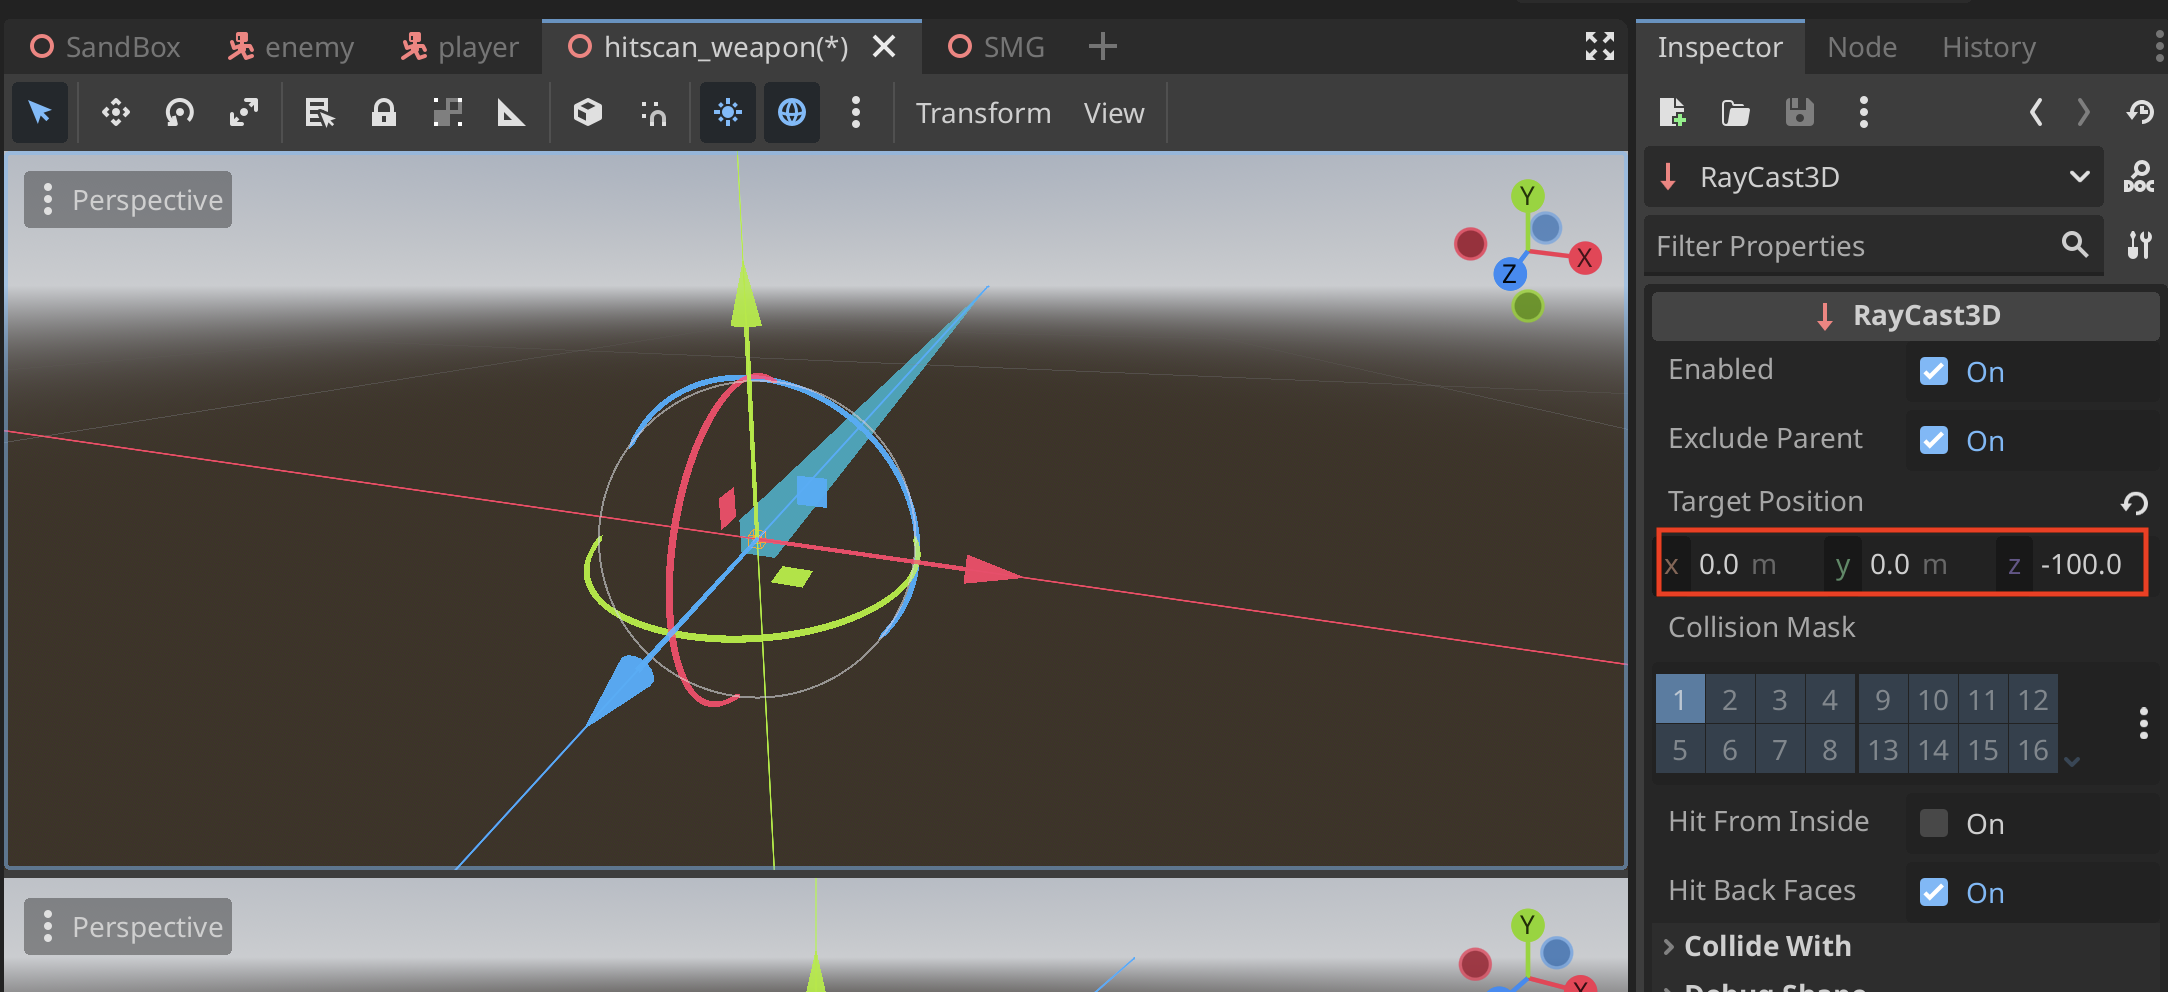 SandBox enemy player hitscan_weapon(*) SMG
Inspector Node History
Transform View
RayCast3D
DOC
Filter Properties
Perspective
Y
X
Z
RayCast3D
Enabled On
Exclude Parent On
Target Position
x 0.0 m y 0.0 m z -100.0
Collision Mask
1 2 3 4 9 10 11 12
5 6 7 8 13 14 15 16
Hit From Inside On
Hit Back Faces On
Collide With
Debug Shape
Perspective
Y
X